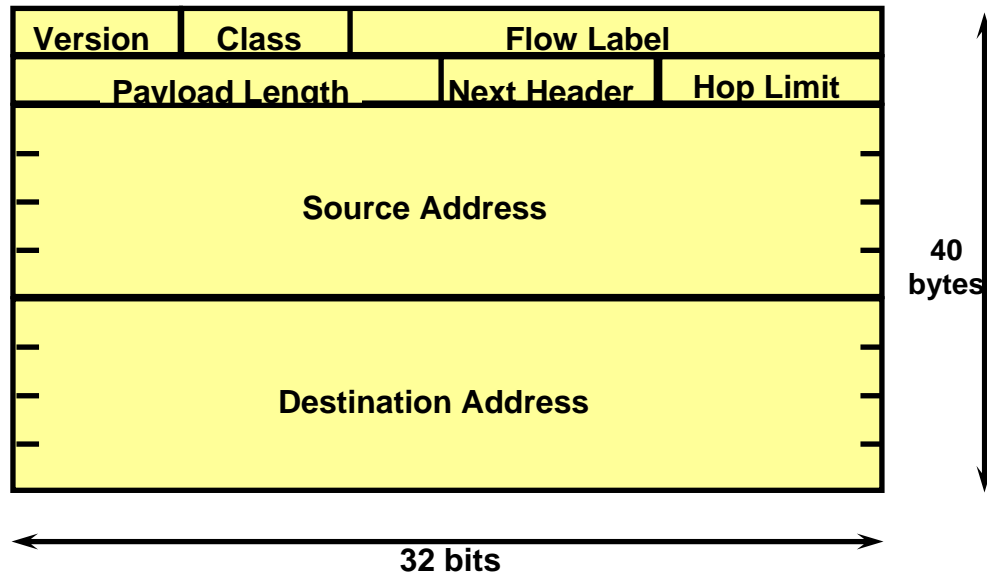 Version Class Flow Label
Payload Length Next Header Hop Limit
Source Address
40
bytes
Destination Address
32 bits